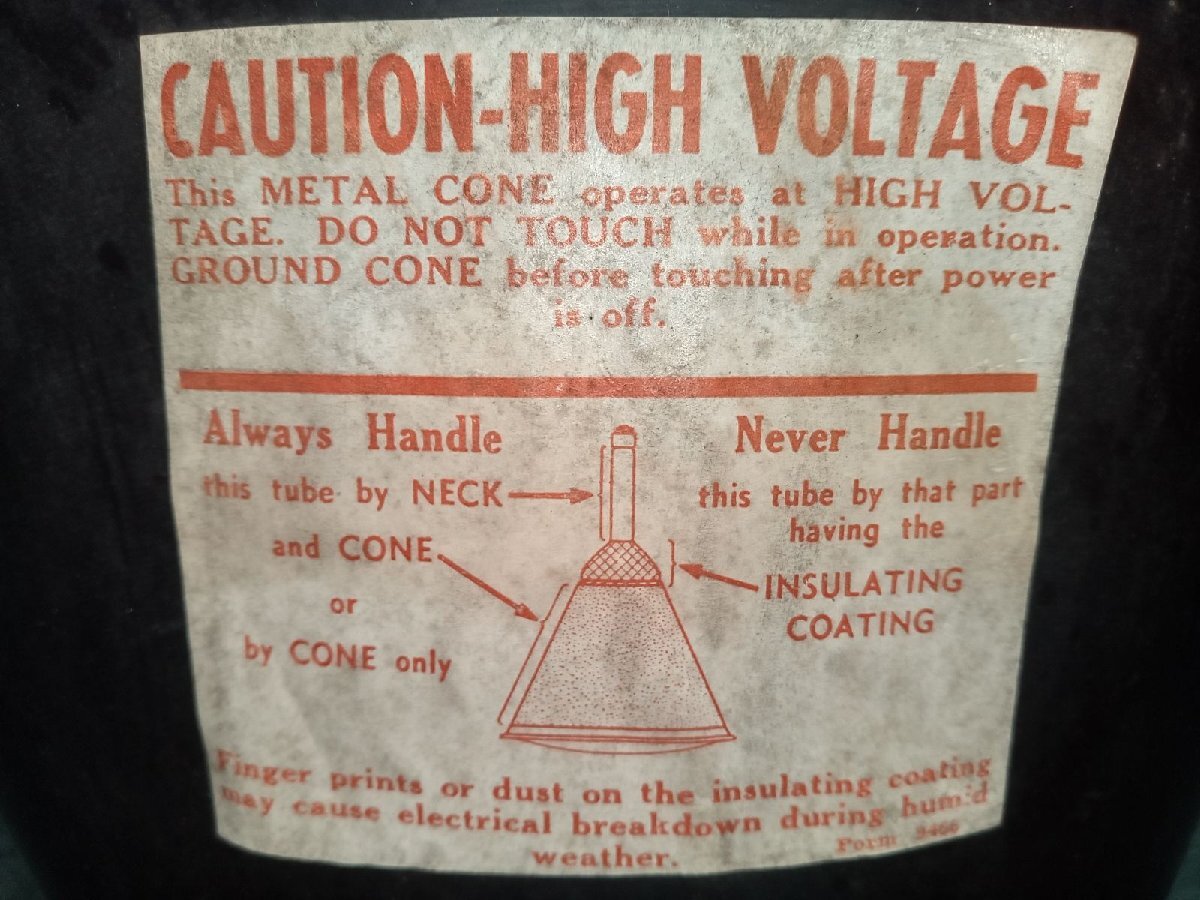 CAUTION-HIGH VOLTAGE
This METAL CONE operates at HIGH VOL-
TAGE. DO NOT TOUCH while in operation.
GROUND CONE before touching after power
is off.
Always Handle
this tube by NECK
and CONE
or
by CONE only
Never Handle
this tube by that part
having the
INSULATING
COATING
Finger prints or dust on the insulating coating
may cause electrical breakdown during humid
weather.
Form